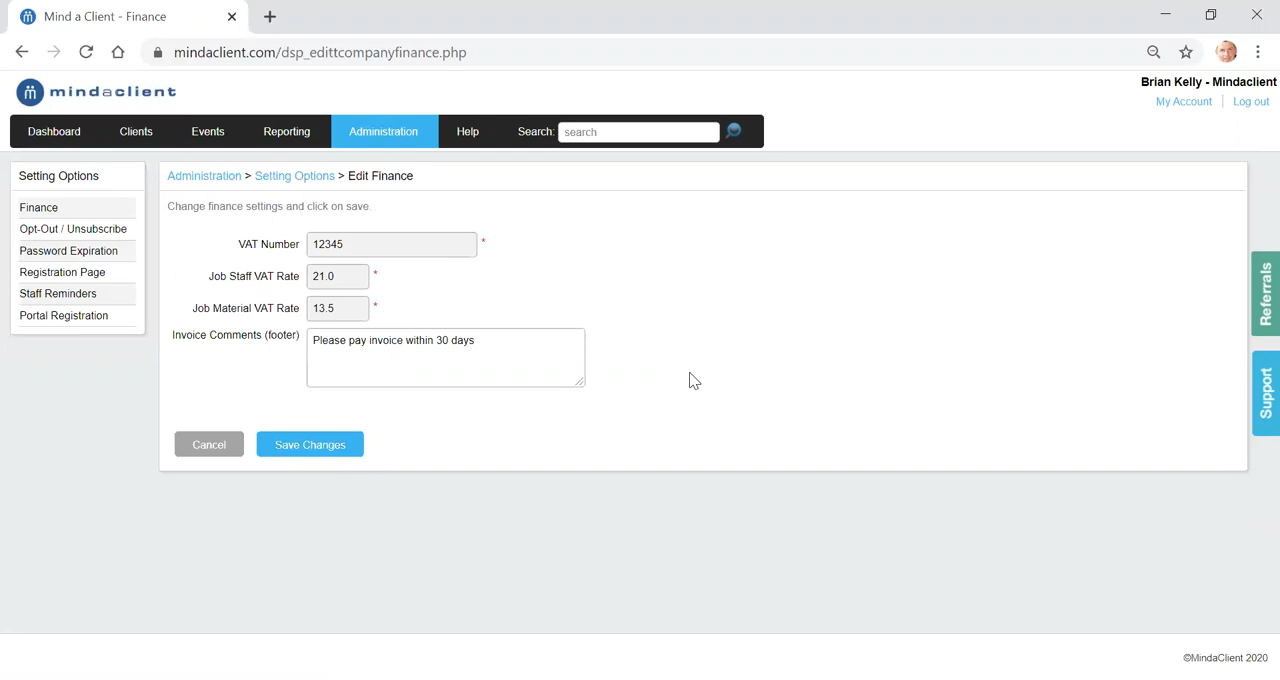 Mind a Client - Finance
mindaclient.com/dsp_edittcompanyfinance.php
mindaclient
Brian Kelly - Mindaclient
My Account Log out
Dashboard Clients Events Reporting Administration Help Search: search
Setting Options
Finance
Opt-Out / Unsubscribe
Password Expiration
Registration Page
Staff Reminders
Portal Registration
Administration > Setting Options > Edit Finance
Change finance settings and click on save.
VAT Number 12345 *
Job Staff VAT Rate 21.0 *
Job Material VAT Rate 13.5 *
Invoice Comments (footer) Please pay invoice within 30 days
Cancel Save Changes
Referrals
Support
©MindaClient 2020